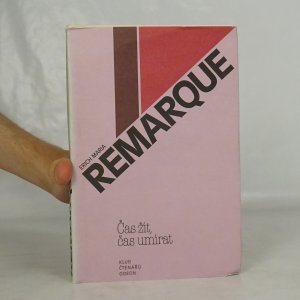 ERICH MARIA
REMARQUE
Čas žít,
čas umírat
KLUB
ČTENÁŘŮ
ODEON